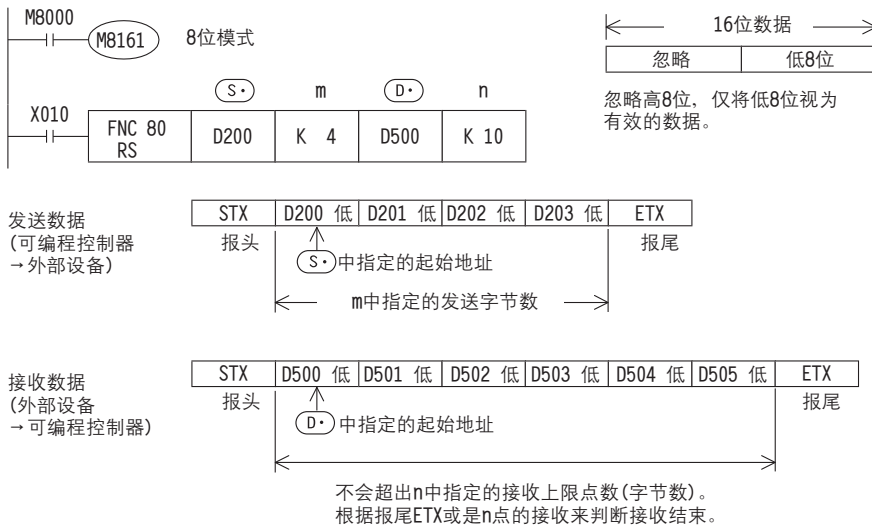 M8000
M8161 8位模式
16位数据
忽略 低8位
忽略高8位，仅将低8位视为
有效的数据。
S· m D· n
X010
FNC 80
RS
D200 K 4 D500 K 10
发送数据
(可编程控制器
→外部设备)
STX D200 低 D201 低 D202 低 D203 低 ETX
报头 报尾
S·中指定的起始地址
m中指定的发送字节数
接收数据
(外部设备
→可编程控制器)
STX D500 低 D501 低 D502 低 D503 低 D504 低 D505 低 ETX
报头 报尾
D·中指定的起始地址
不会超出n中指定的接收上限点数(字节数)。
根据报尾ETX或是n点的接收来判断接收结束。